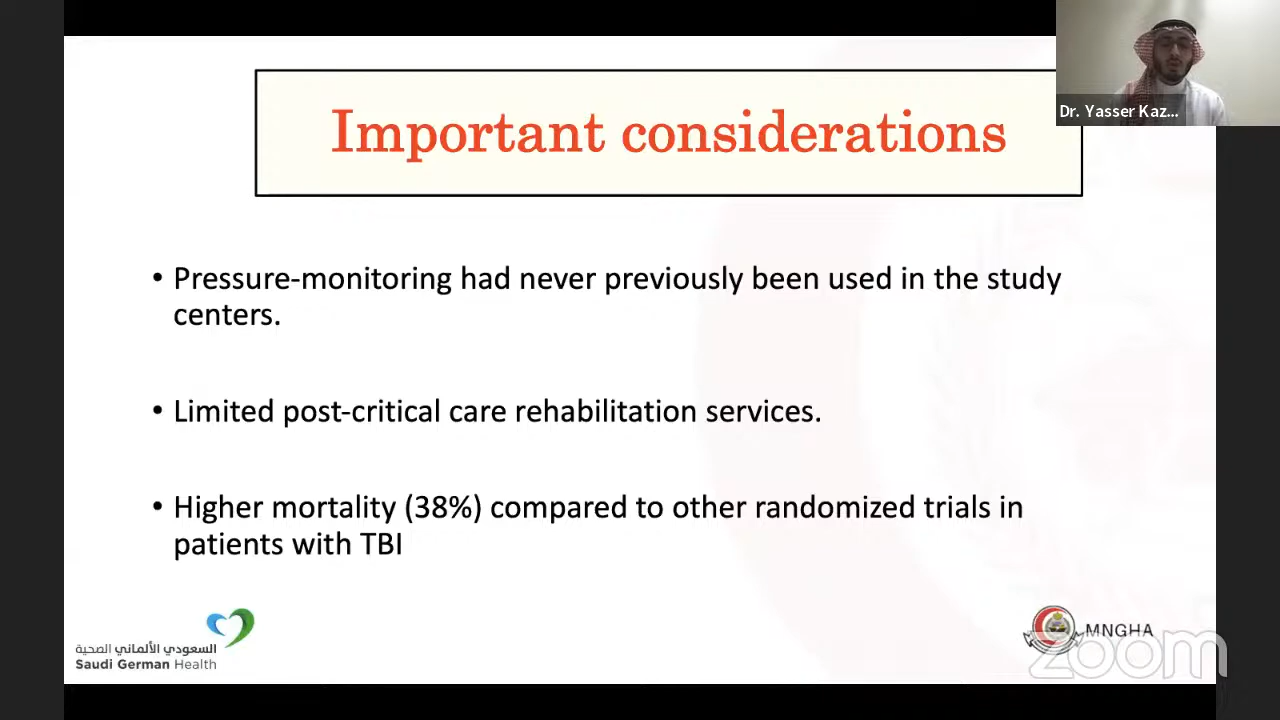 Important considerations
Dr. Yasser Kaz...
• Pressure-monitoring had never previously been used in the study
centers.
• Limited post-critical care rehabilitation services.
• Higher mortality (38%) compared to other randomized trials in
patients with TBI
السعودي الألماني الصحية
Saudi German Health
MNGHA
zoom